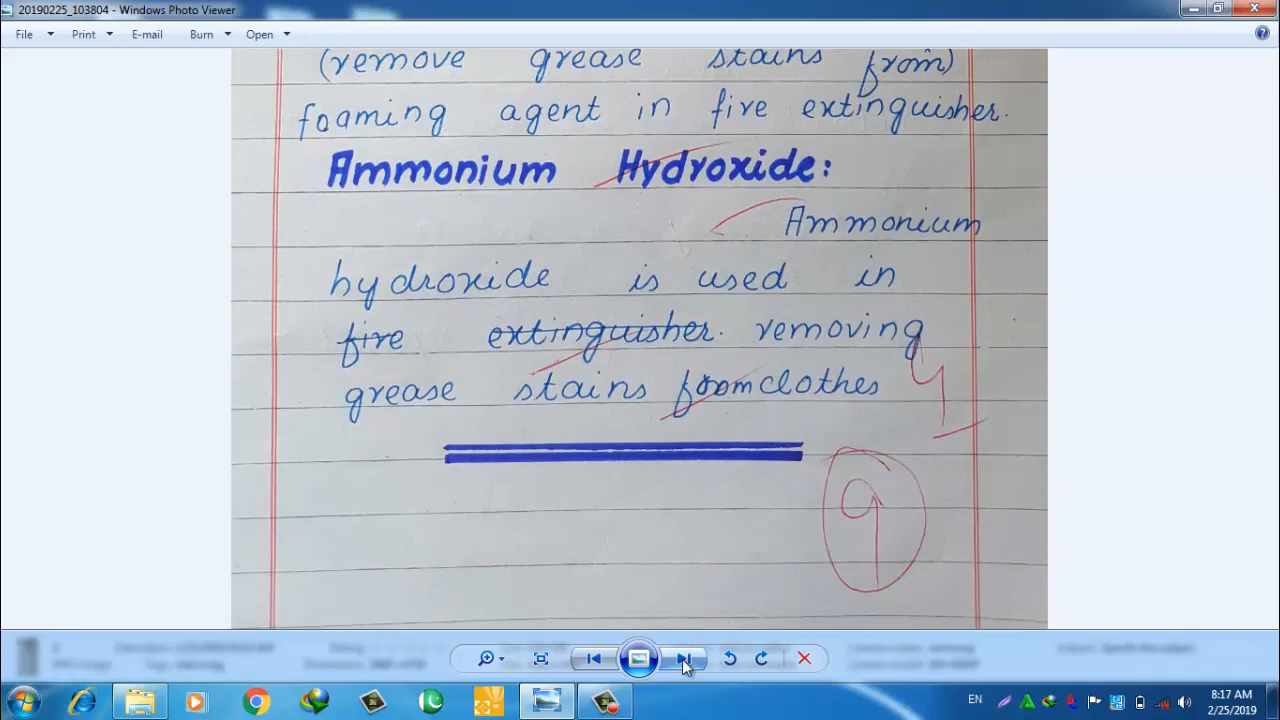 20190225_103804 - Windows Photo Viewer
File Print E-mail Burn Open
(remove grease stains from)
foaming agent in fire extinguisher.
Ammonium Hydroxide:
Ammonium
hydroxide is used in
fire extinguisher. removing
grease stains from clothes
4
9
EN
8:17 AM
2/25/2019